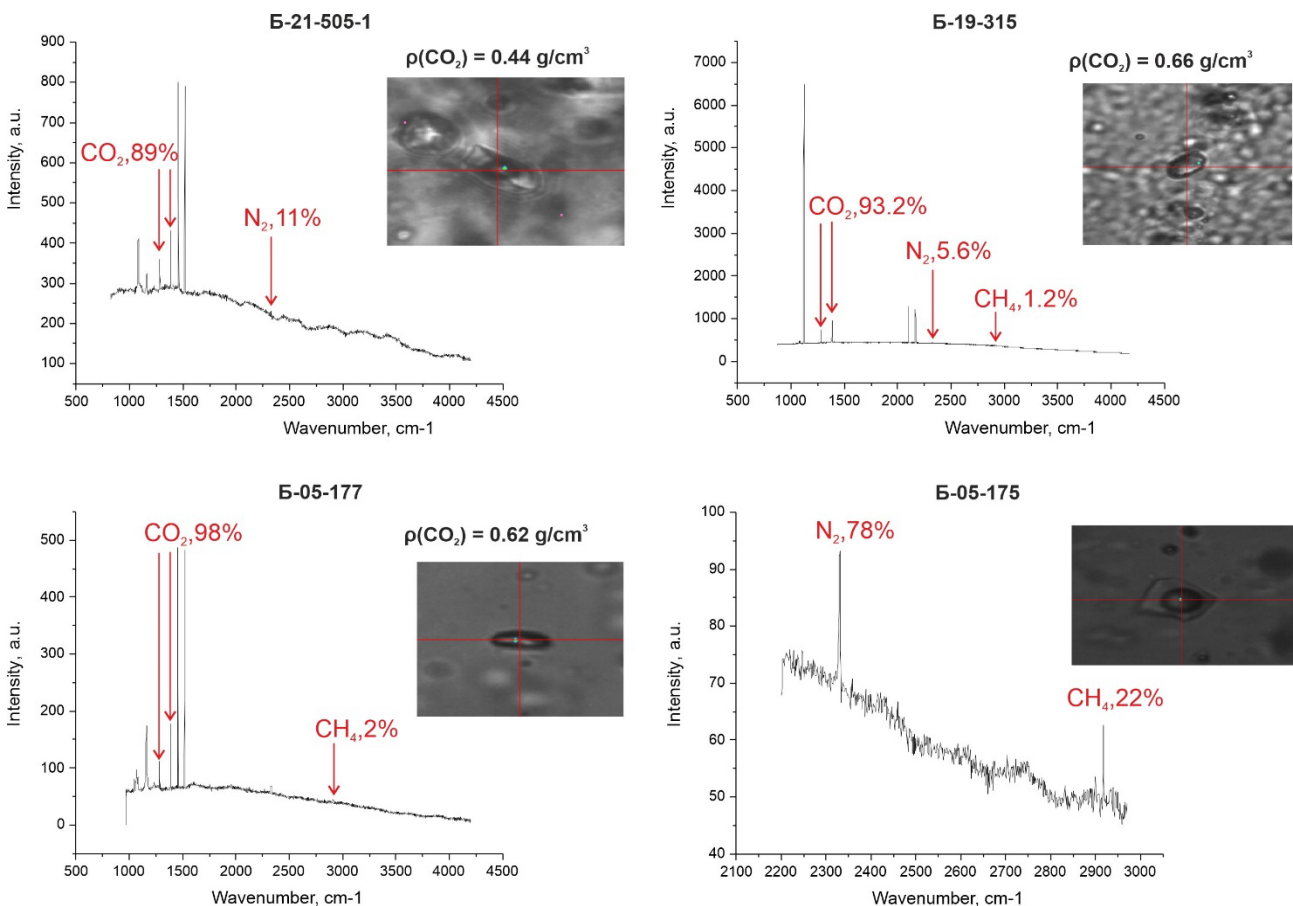 Б-21-505-1
ρ(CO₂) = 0.44 g/cm³
900
800
700
600
500
400
300
200
100
Intensity, a.u.
CO₂,89%
N₂,11%
500 1000 1500 2000 2500 3000 3500 4000 4500
Wavenumber, cm-1
Б-19-315
ρ(CO₂) = 0.66 g/cm³
7000
6000
5000
4000
3000
2000
1000
0
Intensity, a.u.
CO₂,93.2%
N₂,5.6%
CH₄,1.2%
500 1000 1500 2000 2500 3000 3500 4000 4500
Wavenumber, cm-1
Б-05-177
ρ(CO₂) = 0.62 g/cm³
500
400
300
200
100
0
Intensity, a.u.
CO₂,98%
CH₄,2%
500 1000 1500 2000 2500 3000 3500 4000 4500
Wavenumber, cm-1
Б-05-175
100
90
80
70
60
50
40
Intensity, a.u.
N₂,78%
CH₄,22%
2100 2200 2300 2400 2500 2600 2700 2800 2900 3000
Wavenumber, cm-1